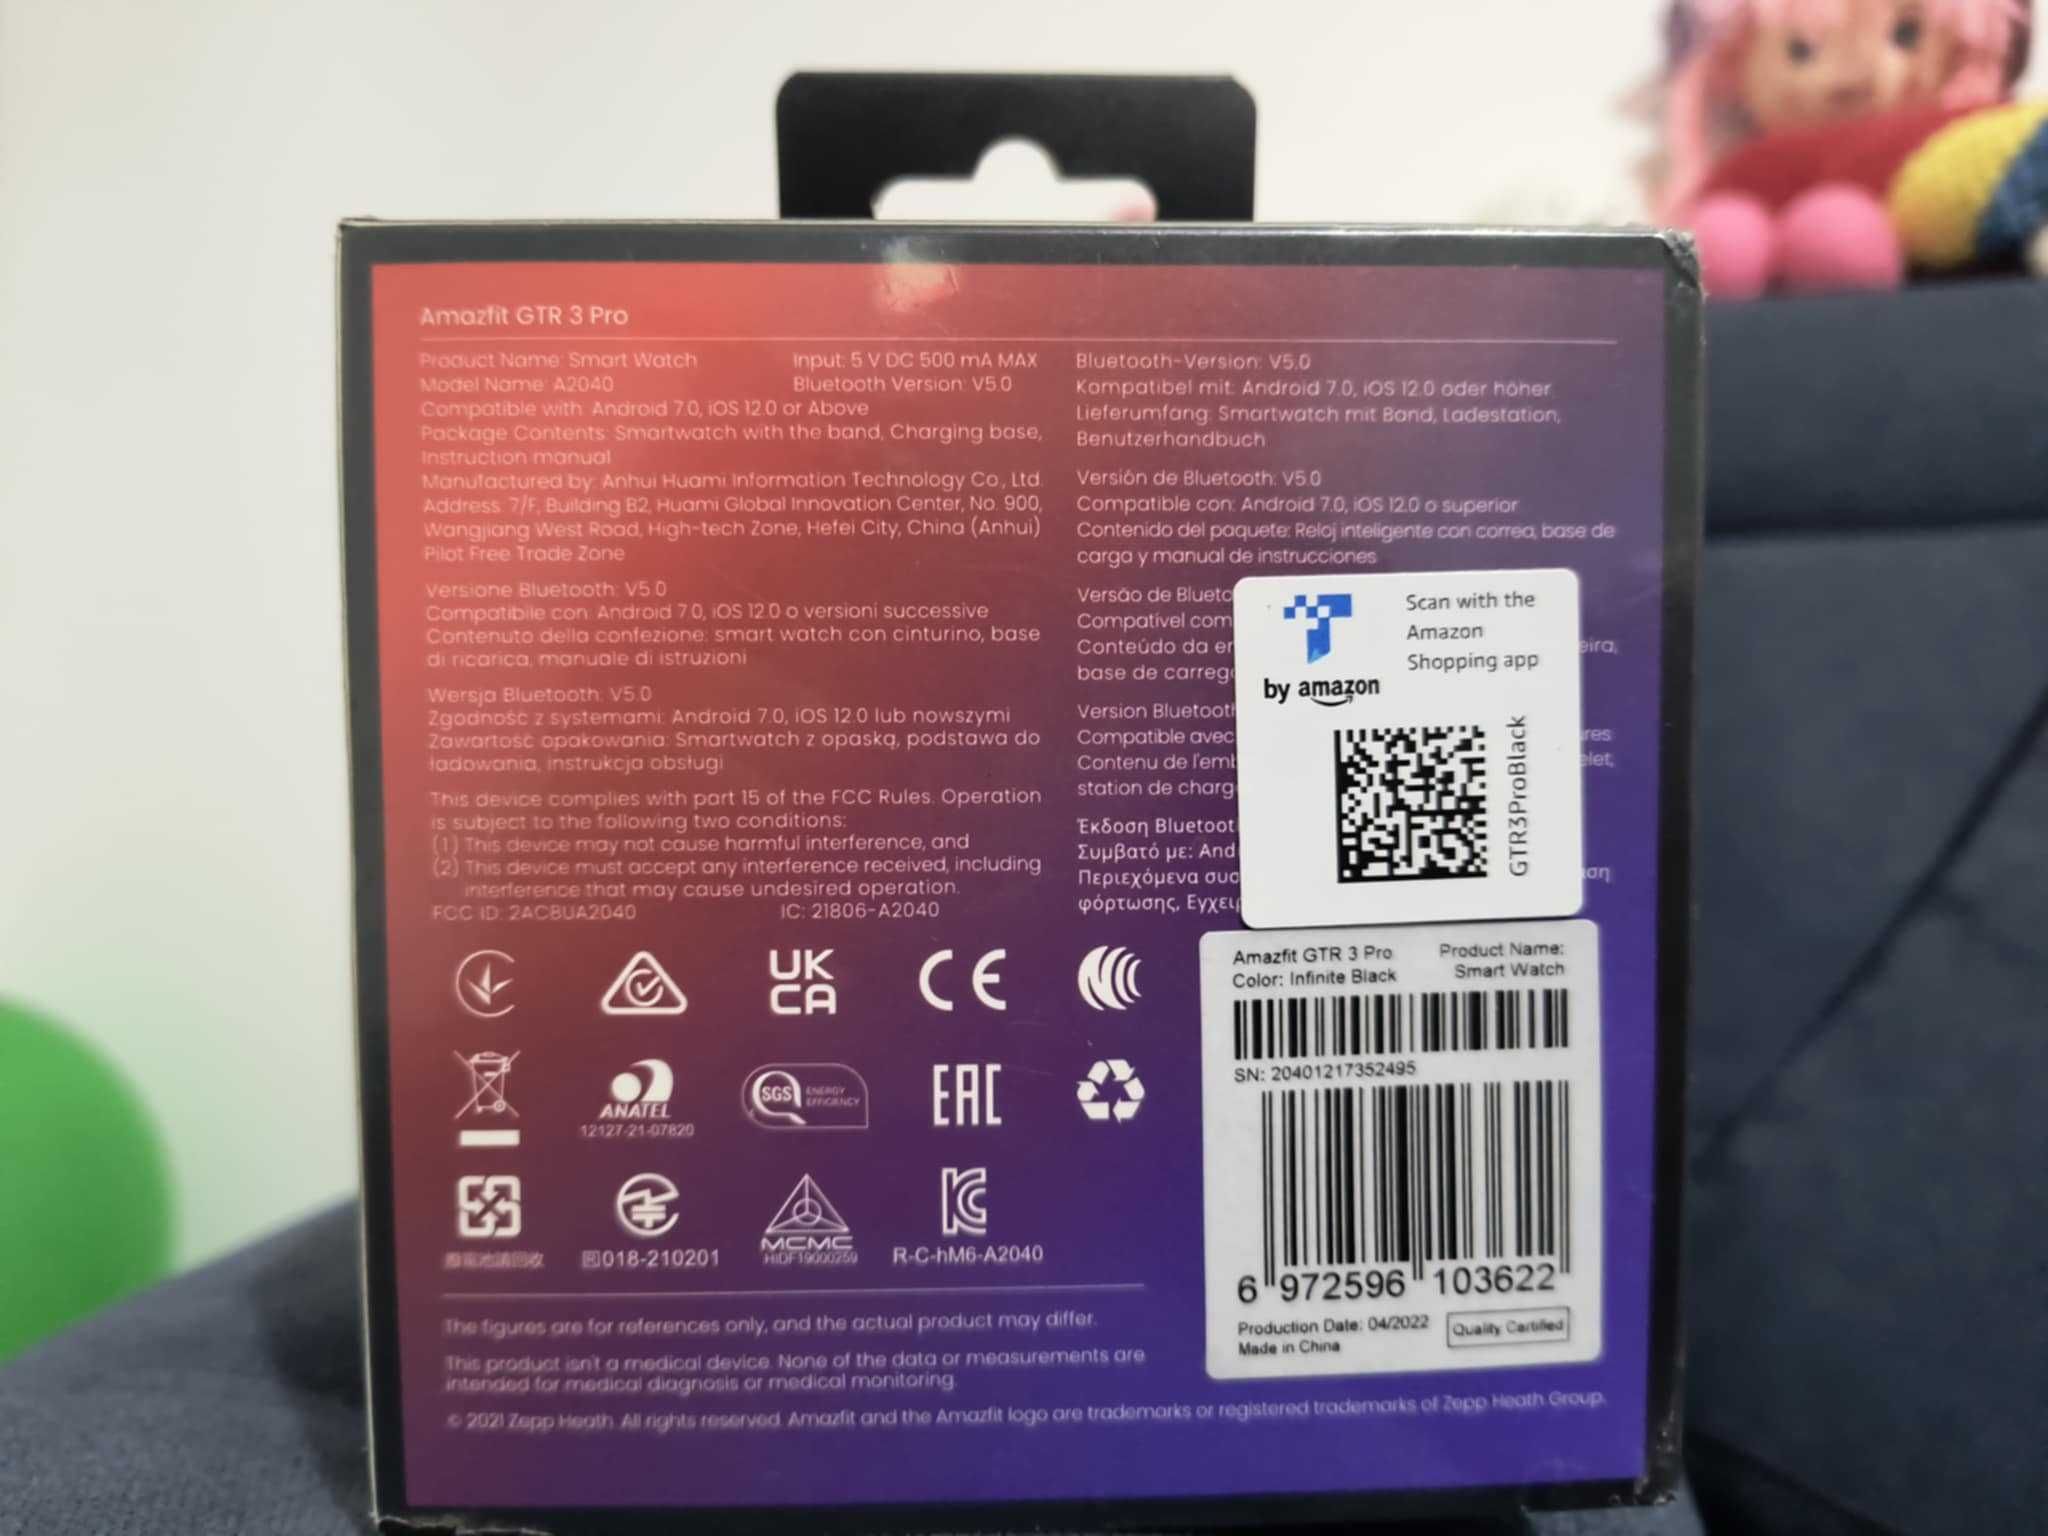 Amazfit GTR 3 Pro
Product Name: Smart Watch
Input: 5 V DC 500 mA MAX
Model Name: A2040
Bluetooth Version: V5.0
Compatible with: Android 7.0, iOS 12.0 or Above
Package Contents: Smartwatch with the band, Charging base,
Instruction manual
Manufactured by: Anhui Huami Information Technology Co., Ltd.
Address: 7/F, Building B2, Huami Global Innovation Center, No. 900,
Wangjiang West Road, High-tech Zone, Hefei City, China (Anhui)
Pilot Free Trade Zone
Versione Bluetooth: V5.0
Compatibile con: Android 7.0, iOS 12.0 o versioni successive
Contenuto della confezione: smart watch con cinturino, base
di ricarica, manuale di istruzioni
Wersja Bluetooth: V5.0
Zgodność z systemami: Android 7.0, iOS 12.0 lub nowszymi
Zawartość opakowania: Smartwatch z opaską, podstawa do
ładowania, instrukcja obsługi
This device complies with part 15 of the FCC Rules. Operation
is subject to the following two conditions:
(1) This device may not cause harmful interference, and
(2) This device must accept any interference received, including
interference that may cause undesired operation.
FCC ID: 2ACBUA2040
IC: 21806-A2040
Bluetooth-Version: V5.0
Kompatibel mit: Android 7.0, iOS 12.0 oder höher
Lieferumfang: Smartwatch mit Band, Ladestation,
Benutzerhandbuch
Versión de Bluetooth: V5.0
Compatible con: Android 7.0, iOS 12.0 o superior
Contenido del paquete: Reloj inteligente con correa, base de
carga y manual de instrucciones
Versão de Blueto
Compatível com
Conteúdo da em eira,
base de carreg
Version Bluetoot
Compatible avec ures
Contenu de l'emb elet,
station de charg
Έκδοση Bluetoot
Συμβατό με: And
Περιεχόμενα συσ ση
φόρτωσης, Εγχειρ
Scan with the
Amazon
Shopping app
by amazon
GTR3ProBlack
UK
CA
CE
ANATEL
12127-21-07820
SGS ENERGY
EFFICIENCY
EAC
廢電池請回收
018-210201
MCMC
HIDF19000259
R-C-hM6-A2040
Amazfit GTR 3 Pro
Product Name:
Color: Infinite Black
Smart Watch
SN: 20401217352495
6 972596 103622
Production Date: 04/2022
Quality Certified
Made in China
The figures are for references only, and the actual product may differ.
This product isn't a medical device. None of the data or measurements are
intended for medical diagnosis or medical monitoring.
© 2021 Zepp Heath. All rights reserved. Amazfit and the Amazfit logo are trademarks or registered trademarks of Zepp Heath Group.